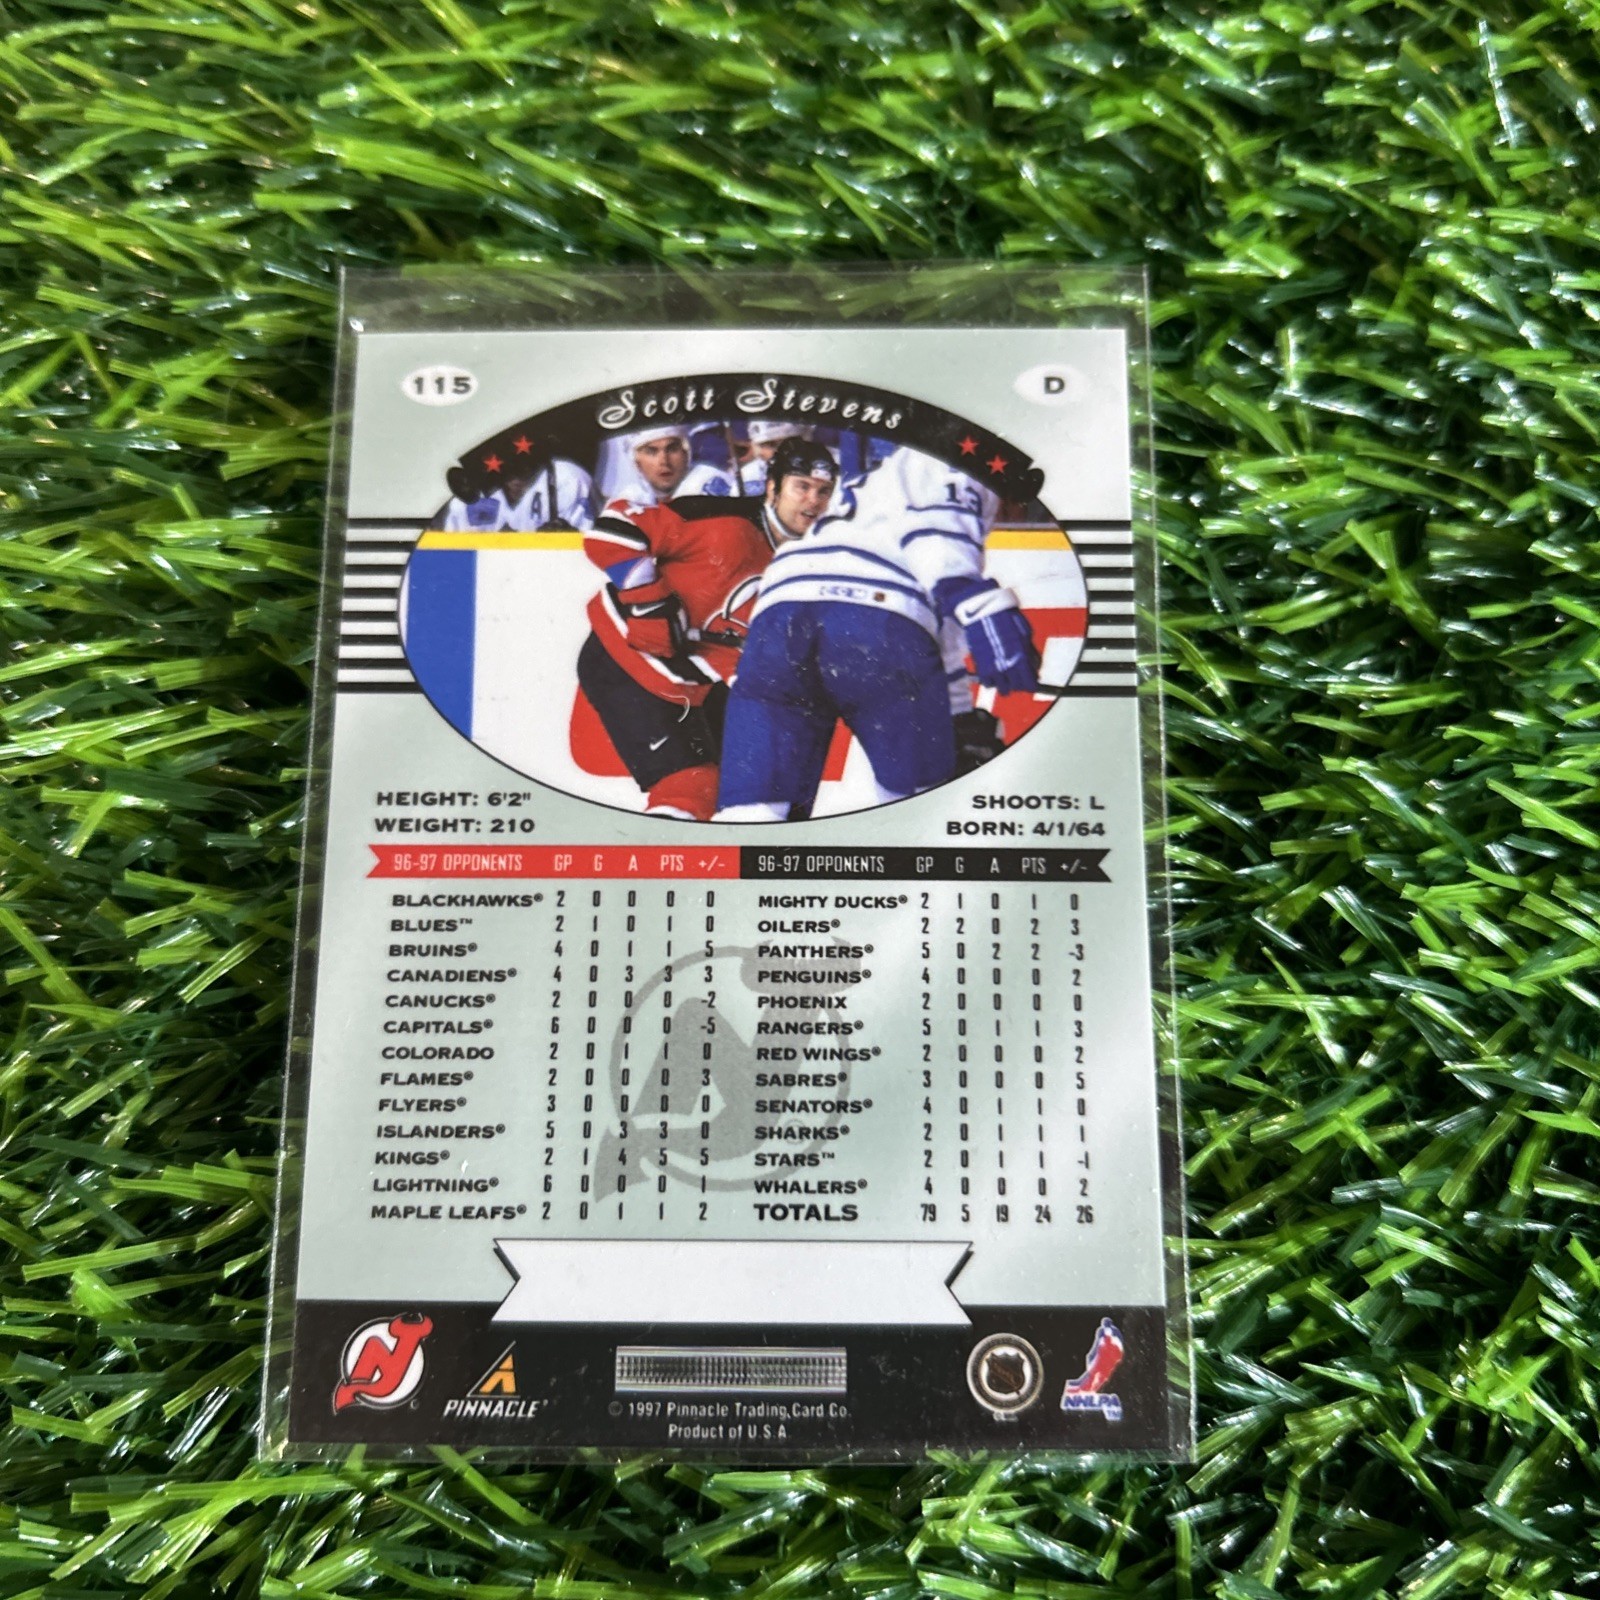 115
Scott Stevens
D
A
13
CCM
HEIGHT: 6'2"
WEIGHT: 210
SHOOTS: L
BORN: 4/1/64
96-97 OPPONENTS GP G A PTS +/-
BLACKHAWKS® 2 0 0 0 0
BLUES™ 2 1 0 1 0
BRUINS® 4 0 1 1 5
CANADIENS® 4 0 3 3 3
CANUCKS® 2 0 0 0 -2
CAPITALS® 6 0 0 0 -5
COLORADO 2 0 1 1 0
FLAMES® 2 0 0 0 3
FLYERS® 3 0 0 0 0
ISLANDERS® 5 0 3 3 0
KINGS® 2 1 4 5 5
LIGHTNING® 6 0 0 0 1
MAPLE LEAFS® 2 0 1 1 2
96-97 OPPONENTS GP G A PTS +/-
MIGHTY DUCKS® 2 1 0 1 0
OILERS® 2 2 0 2 3
PANTHERS® 5 0 2 2 -3
PENGUINS® 4 0 0 0 2
PHOENIX 2 0 0 0 0
RANGERS® 5 0 1 1 3
RED WINGS® 2 0 0 0 2
SABRES® 3 0 0 0 5
SENATORS® 4 0 1 1 0
SHARKS® 2 0 1 1 1
STARS™ 2 0 1 1 -1
WHALERS® 4 0 0 0 2
TOTALS 79 5 19 24 26
PINNACLE
© 1997 Pinnacle Trading Card Co.
Product of U.S.A
NHLPA